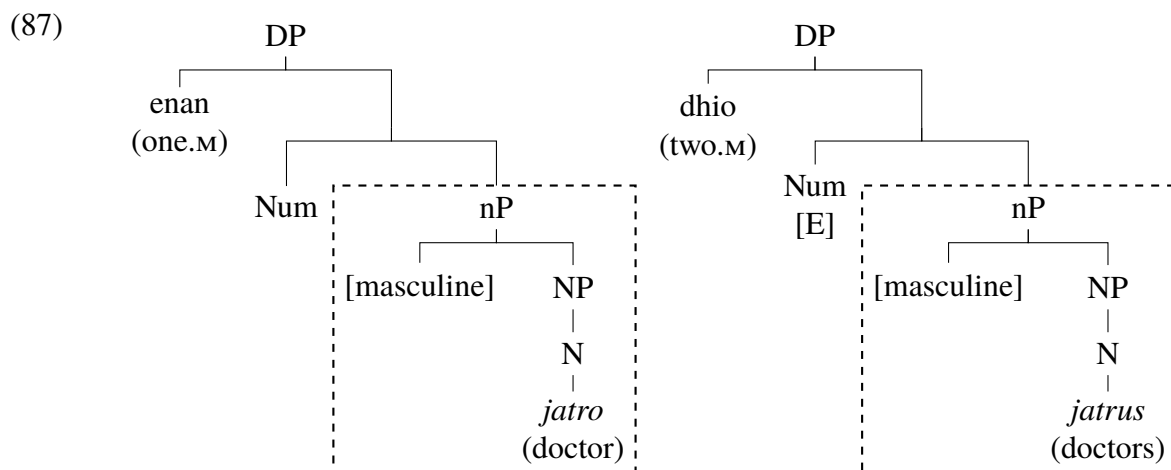 (87)
DP DP
enan dhio
(one.M) (two.M)
Num Num
[E]
nP nP
[masculine] NP [masculine] NP
N N
jatro jatrus
(doctor) (doctors)